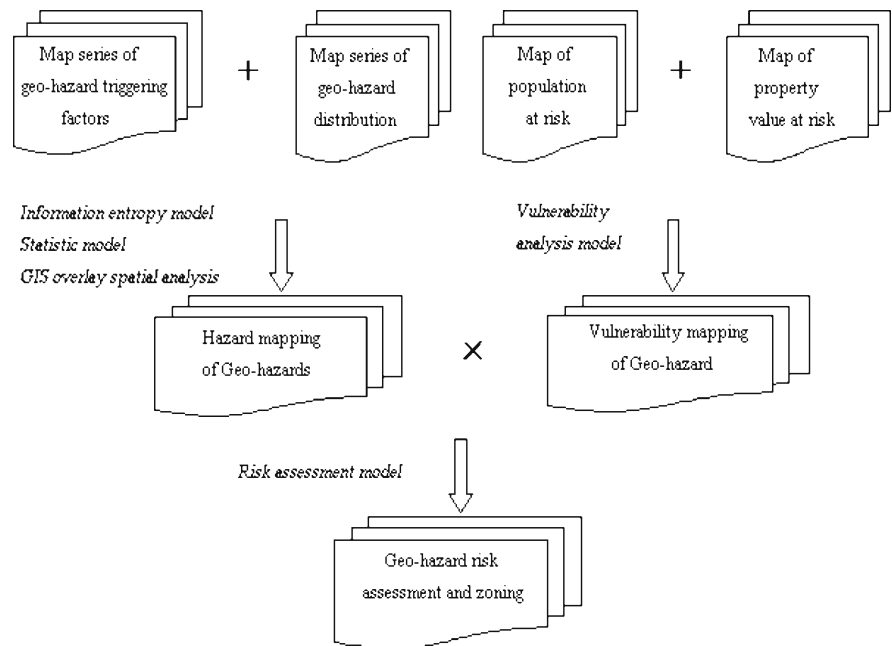 Map series of
geo-hazard triggering
factors
+
Map series of
geo-hazard
distribution
Map of
population
at risk
+
Map of
property
value at risk
Information entropy model
Statistic model
GIS overlay spatial analysis
Vulnerability
analysis model
Hazard mapping
of Geo-hazards
×
Vulnerability mapping
of Geo-hazard
Risk assessment model
Geo-hazard risk
assessment and zoning